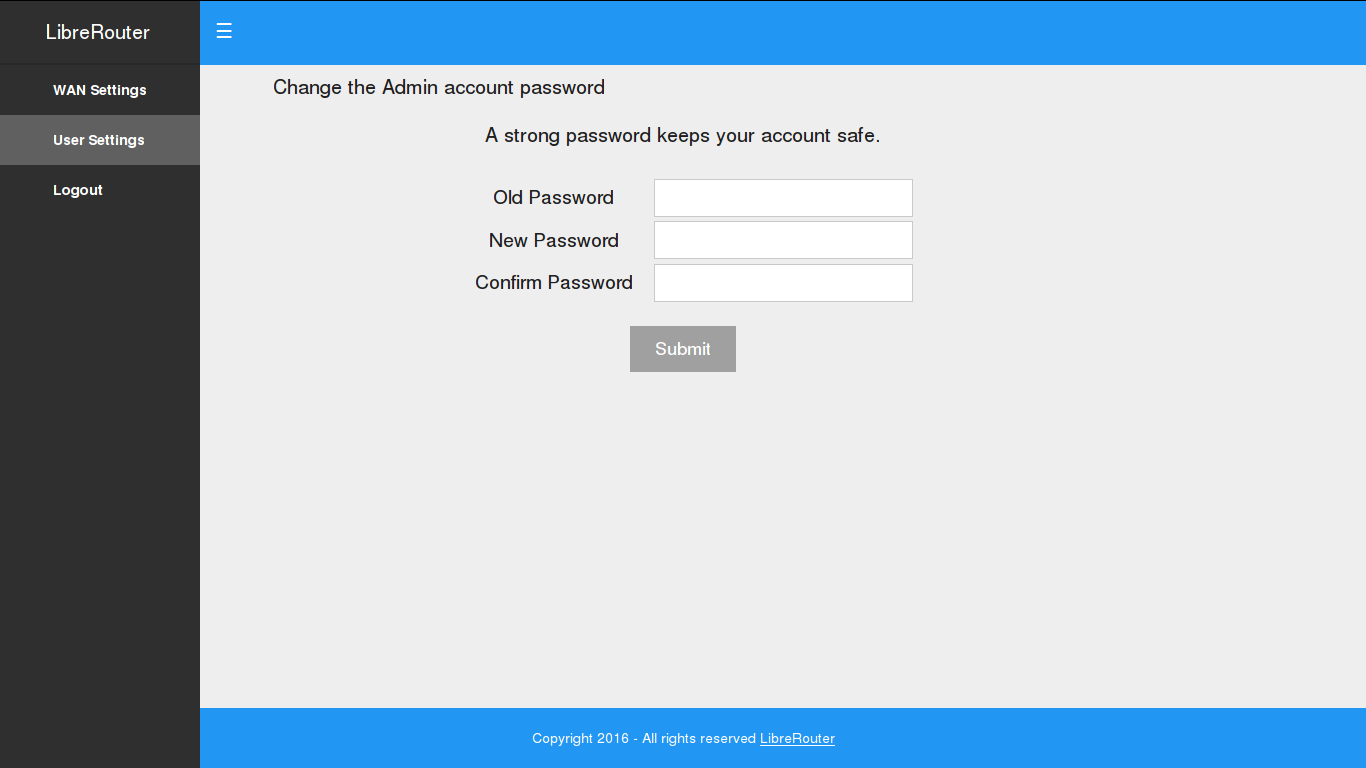 LibreRouter
☰
WAN Settings
User Settings
Logout
Change the Admin account password
A strong password keeps your account safe.
Old Password
New Password
Confirm Password
Submit
Copyright 2016 - All rights reserved LibreRouter